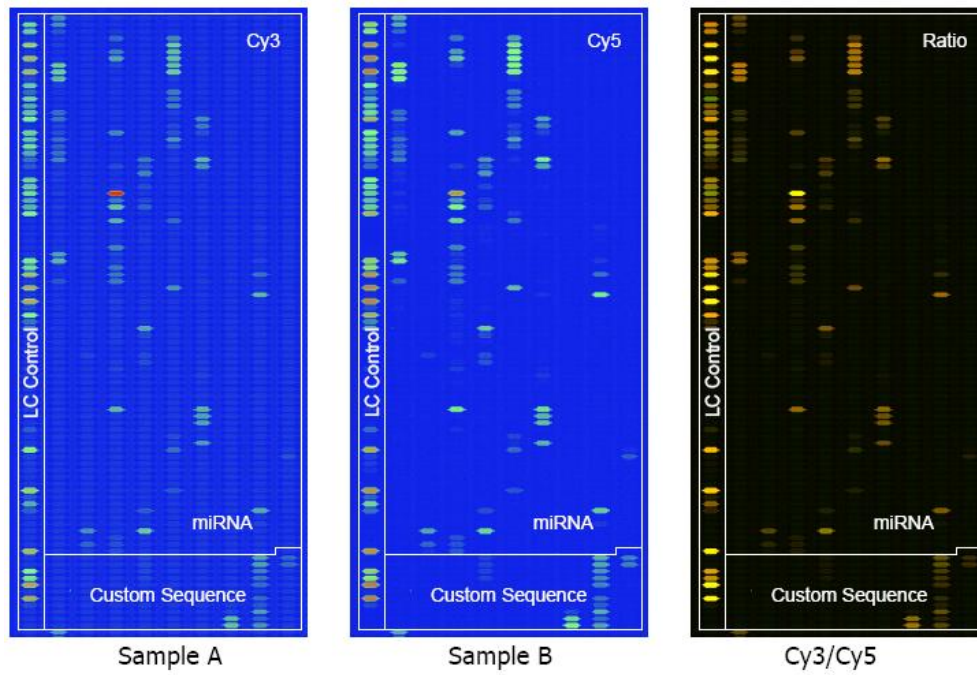 Cy3
LC Control
miRNA
Custom Sequence
Sample A
Cy5
LC Control
miRNA
Custom Sequence
Sample B
Ratio
LC Control
miRNA
Custom Sequence
Cy3/Cy5